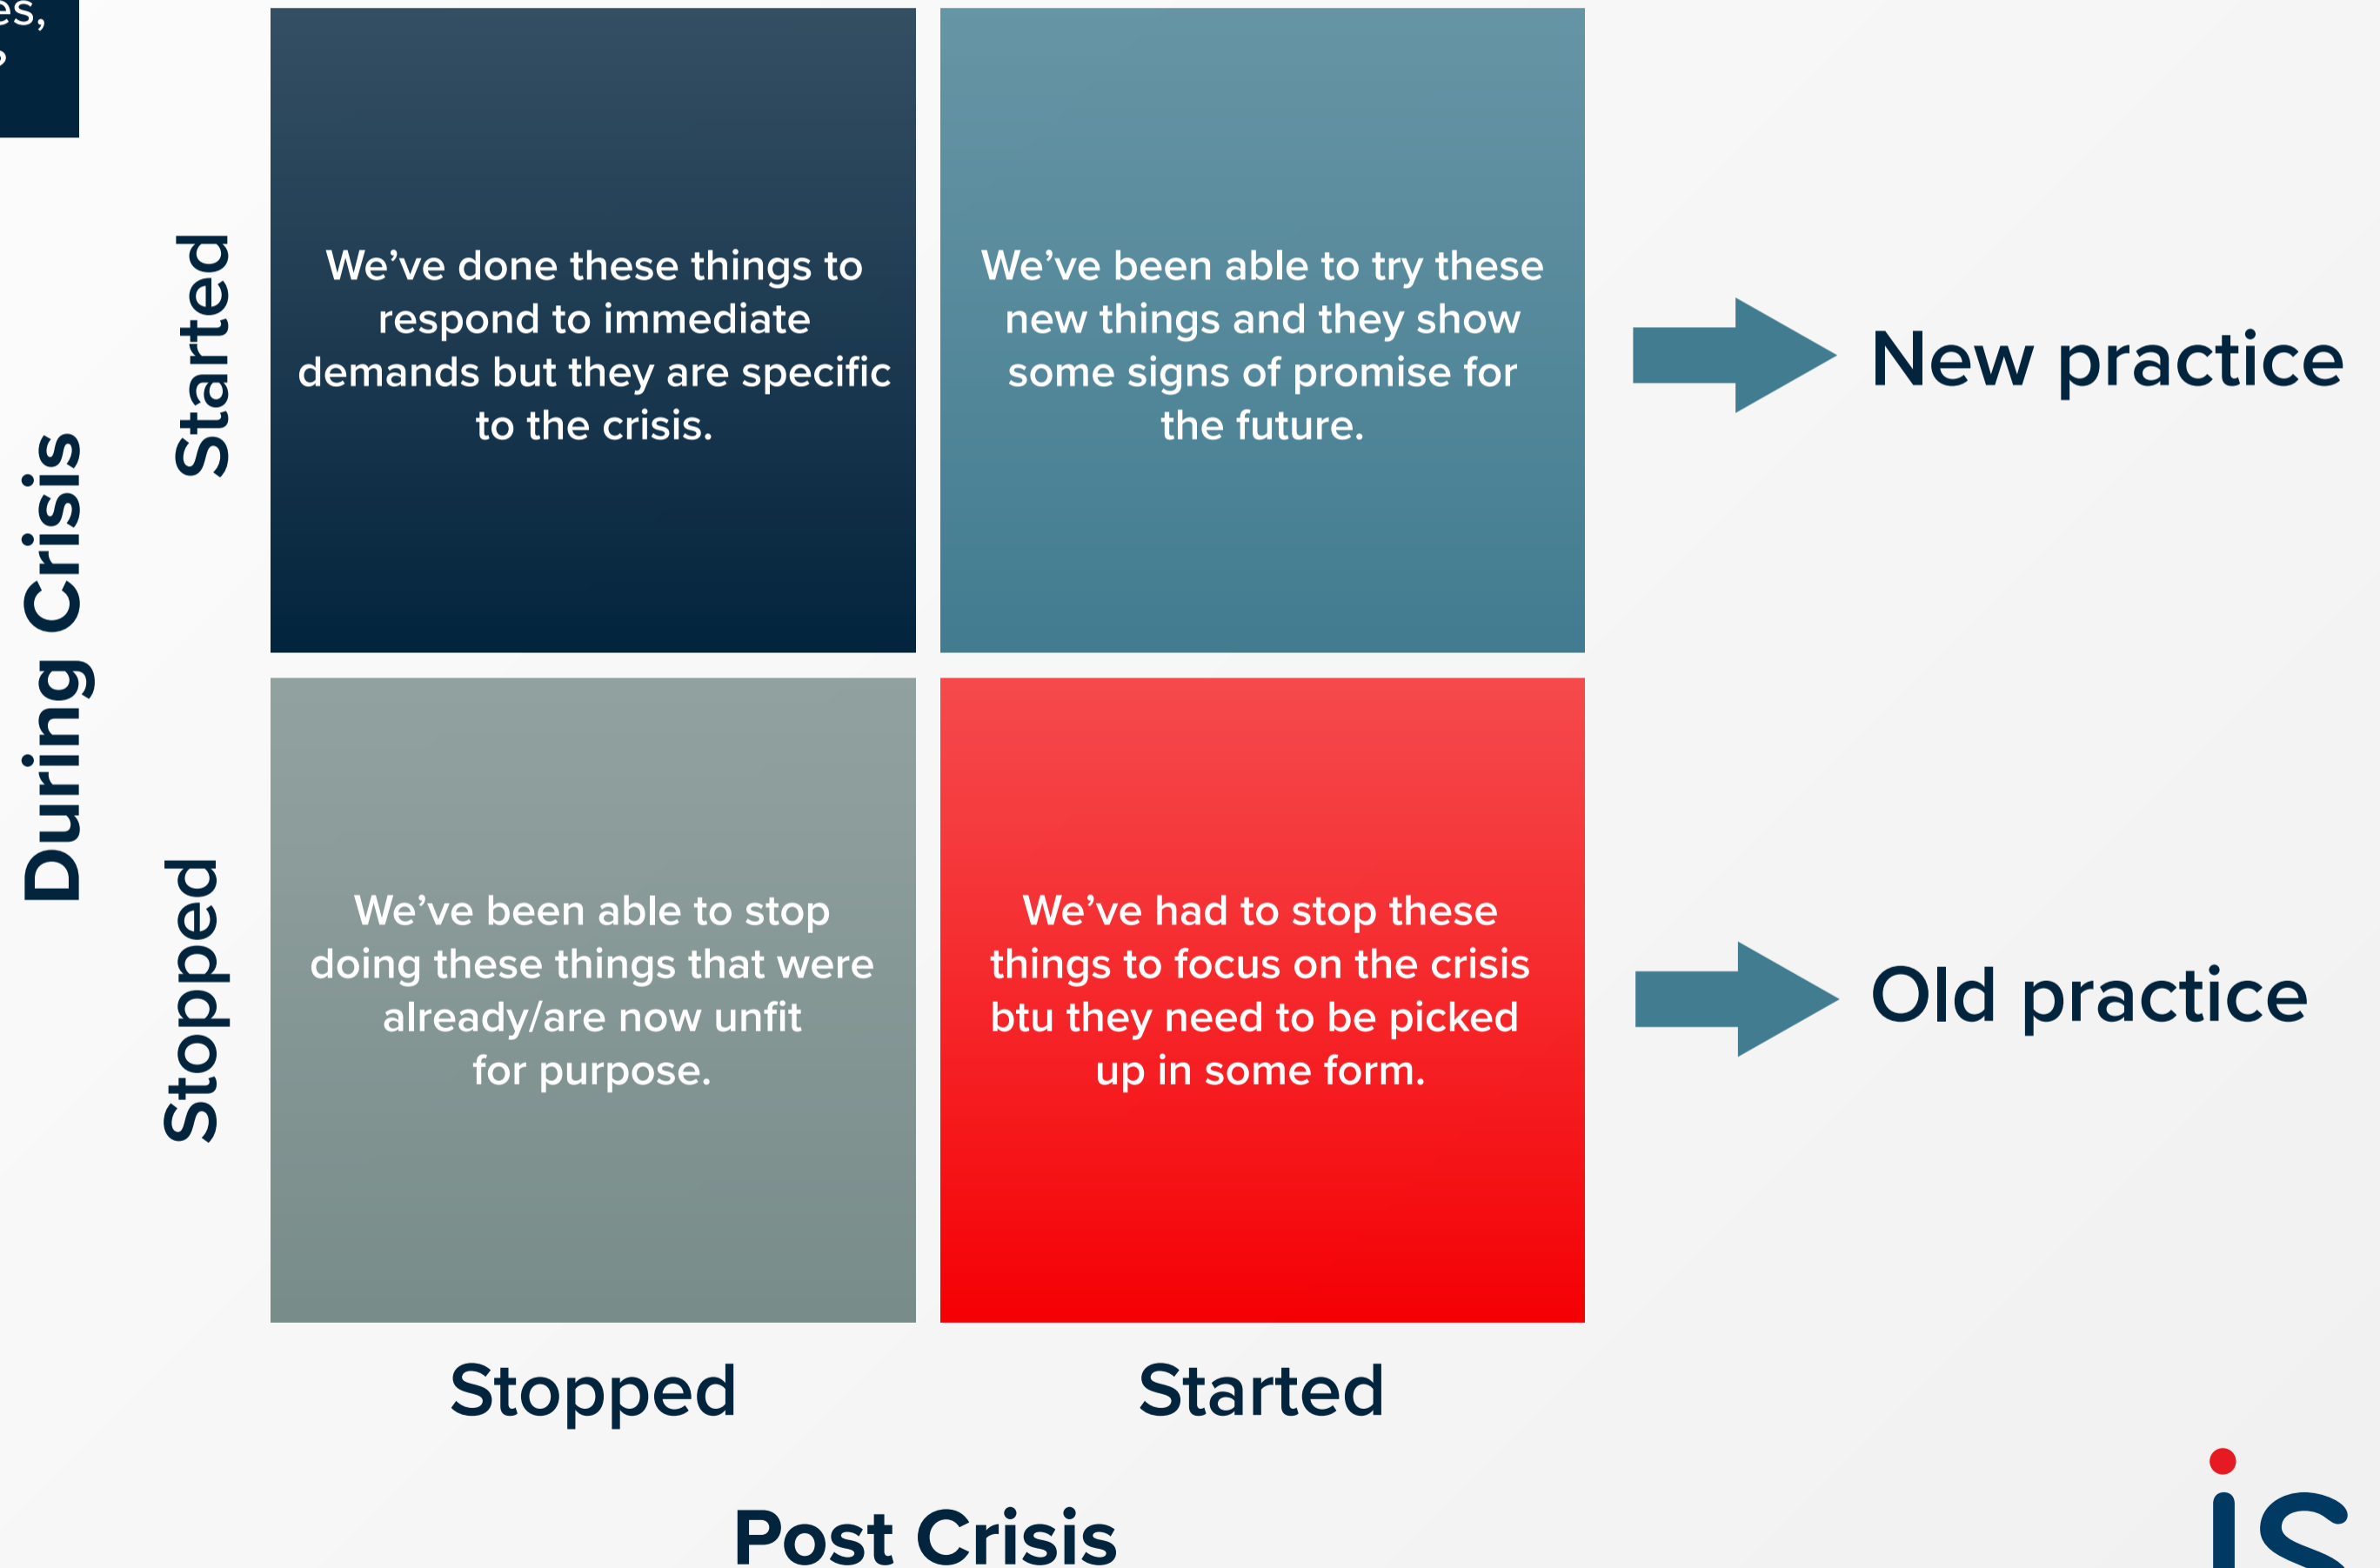 es,
During Crisis
Started
We've done these things to
respond to immediate
demands but they are specific
to the crisis.
We've been able to try these
new things and they show
some signs of promise for
the future.
New practice
Stopped
We've been able to stop
doing these things that were
already/are now unfit
for purpose.
We've had to stop these
things to focus on the crisis
btu they need to be picked
up in some form.
Old practice
Stopped
Started
Post Crisis
is